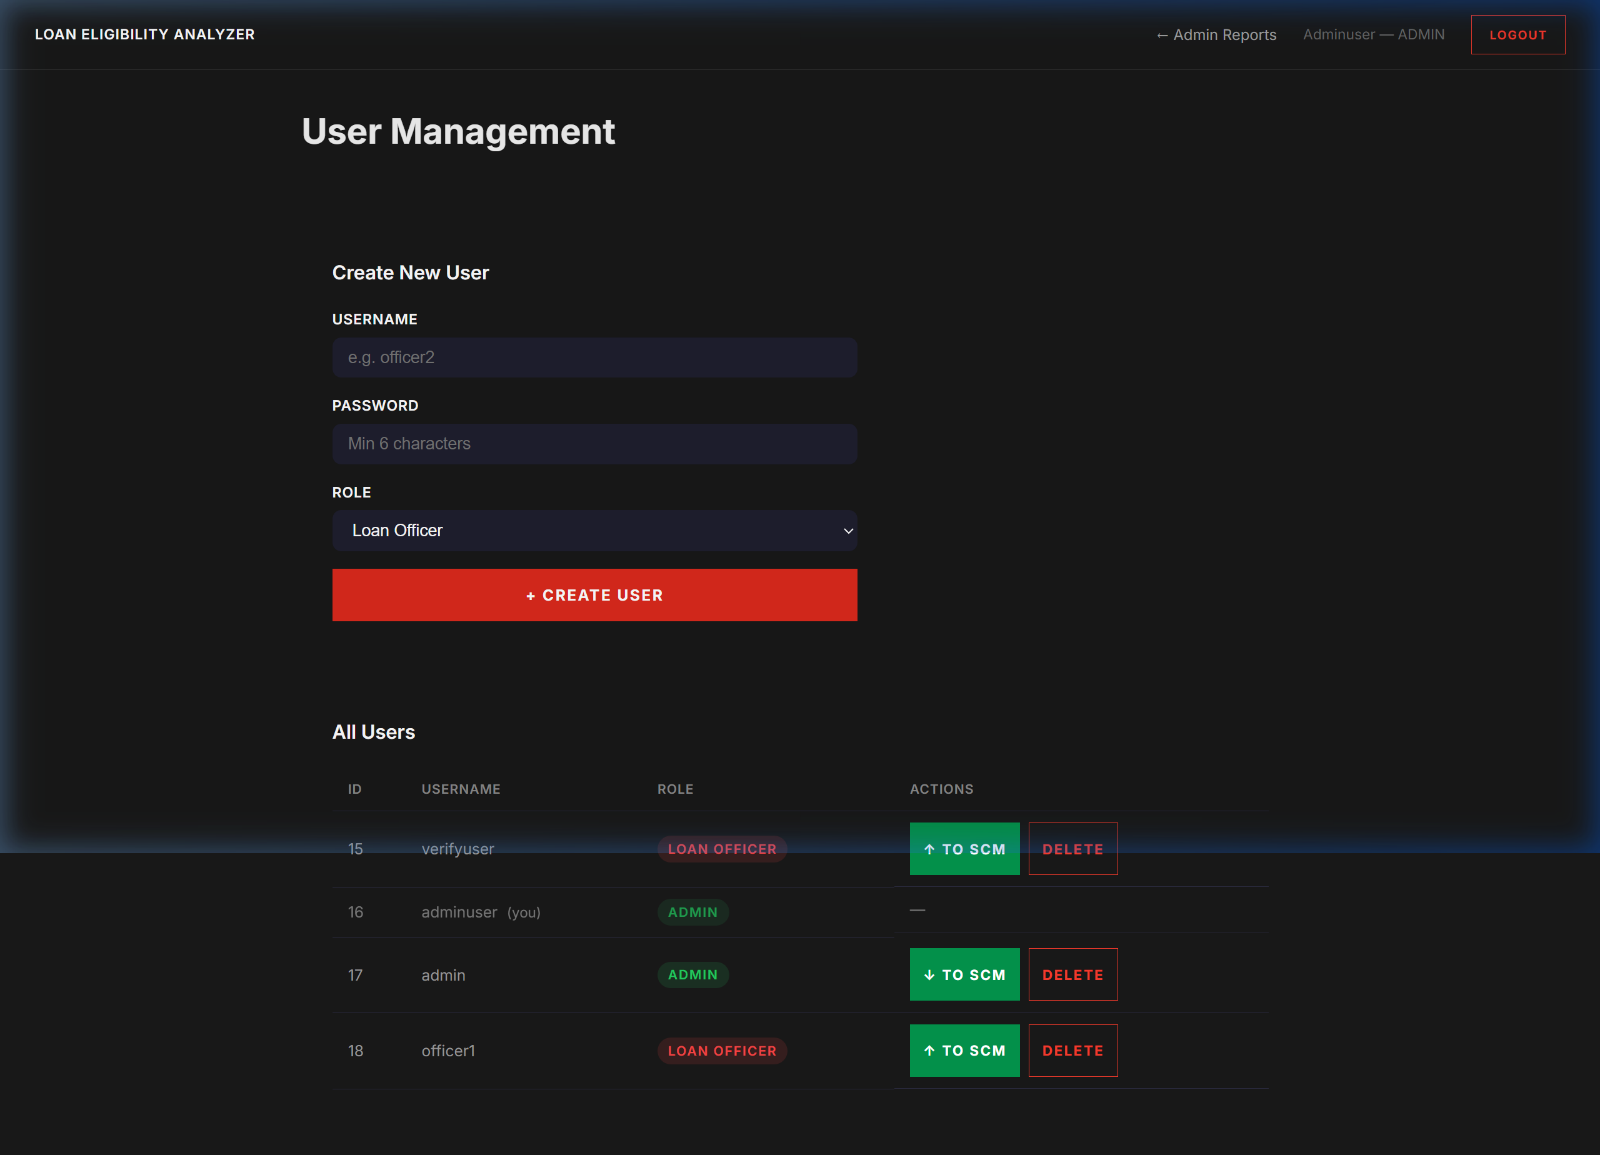 LOAN ELIGIBILITY ANALYZER
← Admin Reports
Adminuser — ADMIN
LOGOUT
User Management
Create New User
USERNAME
e.g. officer2
PASSWORD
Min 6 characters
ROLE
Loan Officer
+ CREATE USER
All Users
ID USERNAME ROLE ACTIONS
15 verifyuser LOAN OFFICER ↑ TO SCM DELETE
16 adminuser (you) ADMIN —
17 admin ADMIN ↓ TO SCM DELETE
18 officer1 LOAN OFFICER ↑ TO SCM DELETE